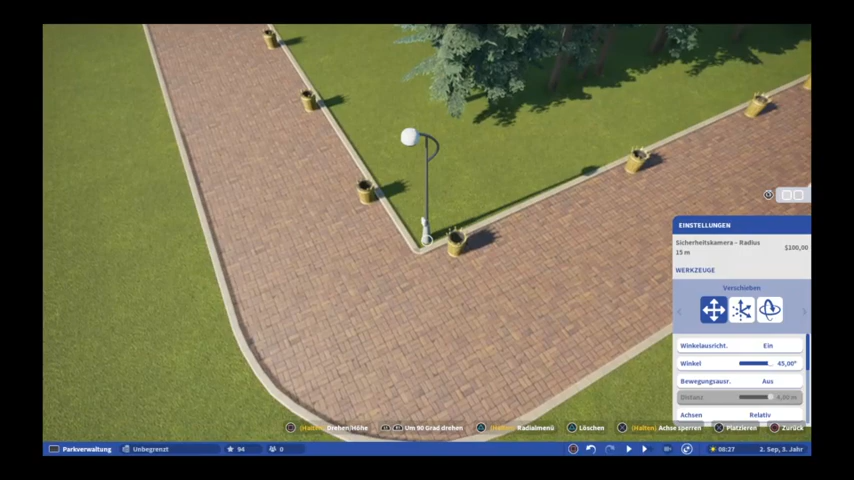 EINSTELLUNGEN
Sicherheitskamera – Radius
15 m
$100,00
WERKZEUGE
Verschieben
Winkelausricht. Ein
Winkel 45,00°
Bewegungsausr. Aus
Distanz 4,00 m
Achsen Relativ
(Halten) Drehen/Höhe Um 90 Grad drehen (Halten) Radialmenü Löschen (Halten) Achse sperren Platzieren Zurück
Parkverwaltung Unbegrenzt 94 0 08:27 2. Sep, 3. Jahr